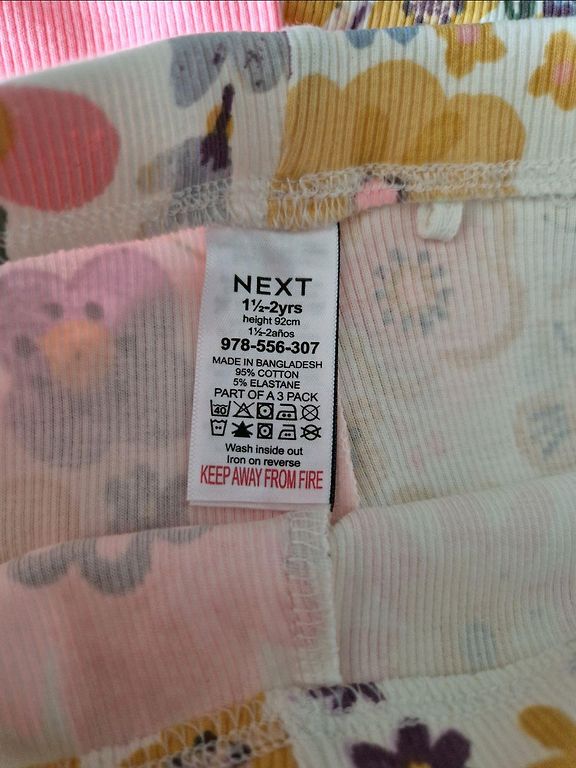 NEXT
1½-2yrs
height 92cm
1½-2años
978-556-307
MADE IN BANGLADESH
95% COTTON
5% ELASTANE
PART OF A 3 PACK
40
Wash inside out
Iron on reverse
KEEP AWAY FROM FIRE